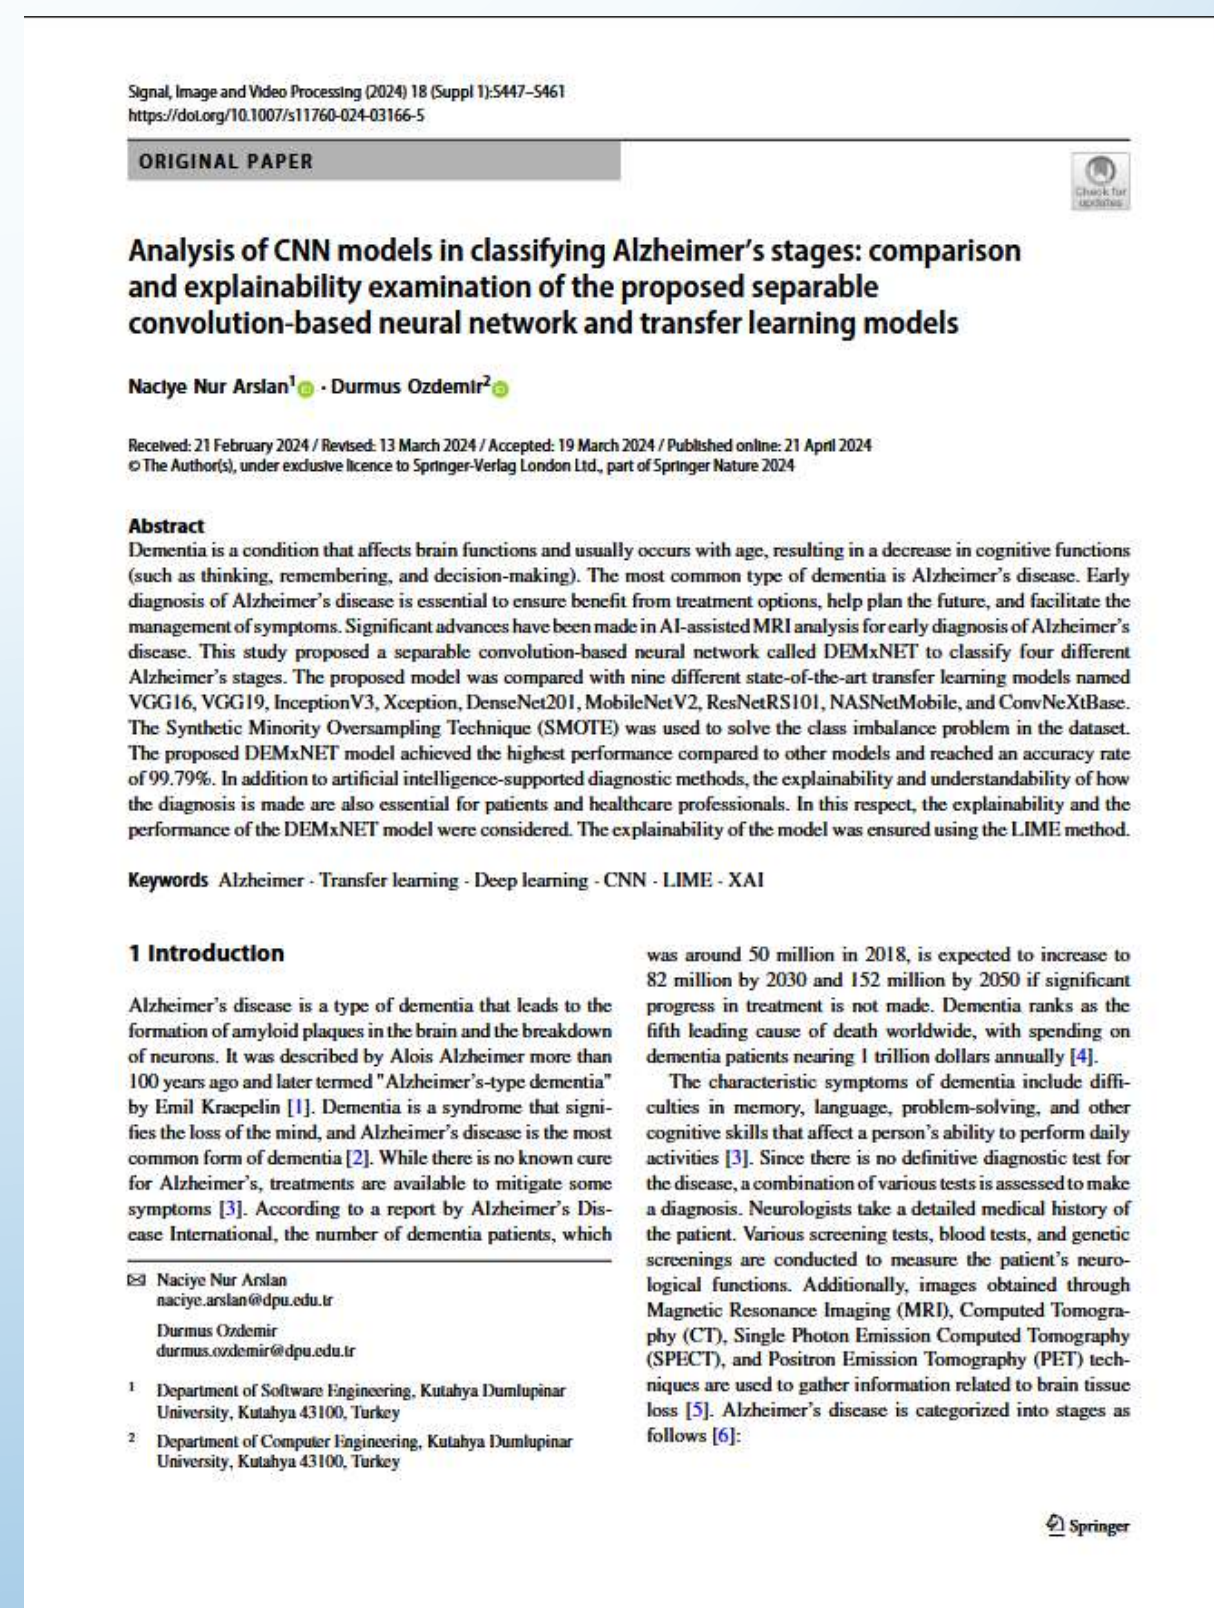 Signal, Image and Video Processing (2024) 18 (Suppl 1):S447–S461
https://doi.org/10.1007/s11760-024-03166-5
ORIGINAL PAPER
Check for
updates
Analysis of CNN models in classifying Alzheimer's stages: comparison
and explainability examination of the proposed separable
convolution-based neural network and transfer learning models
Naciye Nur Arslan1 · Durmus Ozdemir2
Received: 21 February 2024 / Revised: 13 March 2024 / Accepted: 19 March 2024 / Published online: 21 April 2024
© The Author(s), under exclusive licence to Springer-Verlag London Ltd., part of Springer Nature 2024
Abstract
Dementia is a condition that affects brain functions and usually occurs with age, resulting in a decrease in cognitive functions
(such as thinking, remembering, and decision-making). The most common type of dementia is Alzheimer's disease. Early
diagnosis of Alzheimer's disease is essential to ensure benefit from treatment options, help plan the future, and facilitate the
management of symptoms. Significant advances have been made in AI-assisted MRI analysis for early diagnosis of Alzheimer's
disease. This study proposed a separable convolution-based neural network called DEMxNET to classify four different
Alzheimer's stages. The proposed model was compared with nine different state-of-the-art transfer learning models named
VGG16, VGG19, InceptionV3, Xception, DenseNet201, MobileNetV2, ResNetRS101, NASNetMobile, and ConvNeXtBase.
The Synthetic Minority Oversampling Technique (SMOTE) was used to solve the class imbalance problem in the dataset.
The proposed DEMxNET model achieved the highest performance compared to other models and reached an accuracy rate
of 99.79%. In addition to artificial intelligence-supported diagnostic methods, the explainability and understandability of how
the diagnosis is made are also essential for patients and healthcare professionals. In this respect, the explainability and the
performance of the DEMxNET model were considered. The explainability of the model was ensured using the LIME method.
Keywords Alzheimer · Transfer learning · Deep learning · CNN · LIME · XAI
1 Introduction
Alzheimer's disease is a type of dementia that leads to the
formation of amyloid plaques in the brain and the breakdown
of neurons. It was described by Alois Alzheimer more than
100 years ago and later termed "Alzheimer's-type dementia"
by Emil Kraepelin [1]. Dementia is a syndrome that signi-
fies the loss of the mind, and Alzheimer's disease is the most
common form of dementia [2]. While there is no known cure
for Alzheimer's, treatments are available to mitigate some
symptoms [3]. According to a report by Alzheimer's Dis-
ease International, the number of dementia patients, which
✉ Naciye Nur Arslan
naciye.arslan@dpu.edu.tr
Durmus Ozdemir
durmus.ozdemir@dpu.edu.tr
1 Department of Software Engineering, Kutahya Dumlupinar
University, Kutahya 43100, Turkey
2 Department of Computer Engineering, Kutahya Dumlupinar
University, Kutahya 43100, Turkey
was around 50 million in 2018, is expected to increase to
82 million by 2030 and 152 million by 2050 if significant
progress in treatment is not made. Dementia ranks as the
fifth leading cause of death worldwide, with spending on
dementia patients nearing 1 trillion dollars annually [4].
The characteristic symptoms of dementia include diffi-
culties in memory, language, problem-solving, and other
cognitive skills that affect a person's ability to perform daily
activities [3]. Since there is no definitive diagnostic test for
the disease, a combination of various tests is assessed to make
a diagnosis. Neurologists take a detailed medical history of
the patient. Various screening tests, blood tests, and genetic
screenings are conducted to measure the patient's neuro-
logical functions. Additionally, images obtained through
Magnetic Resonance Imaging (MRI), Computed Tomogra-
phy (CT), Single Photon Emission Computed Tomography
(SPECT), and Positron Emission Tomography (PET) tech-
niques are used to gather information related to brain tissue
loss [5]. Alzheimer's disease is categorized into stages as
follows [6]:
Springer